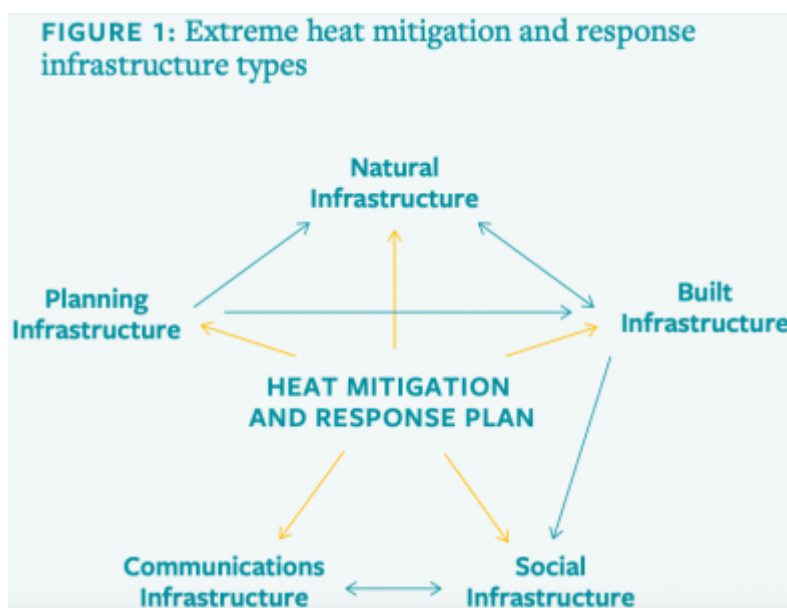 FIGURE 1: Extreme heat mitigation and response
infrastructure types
Natural
Infrastructure
Planning
Infrastructure
Built
Infrastructure
HEAT MITIGATION
AND RESPONSE PLAN
Communications
Infrastructure
Social
Infrastructure